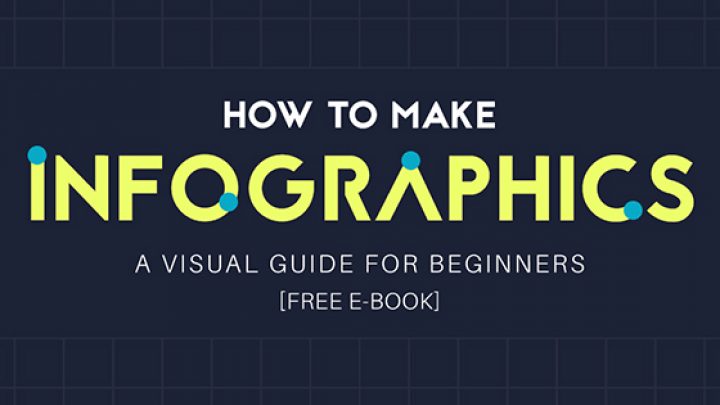 HOW TO MAKE
INFOGRAPHICS
A VISUAL GUIDE FOR BEGINNERS
[FREE E-BOOK]